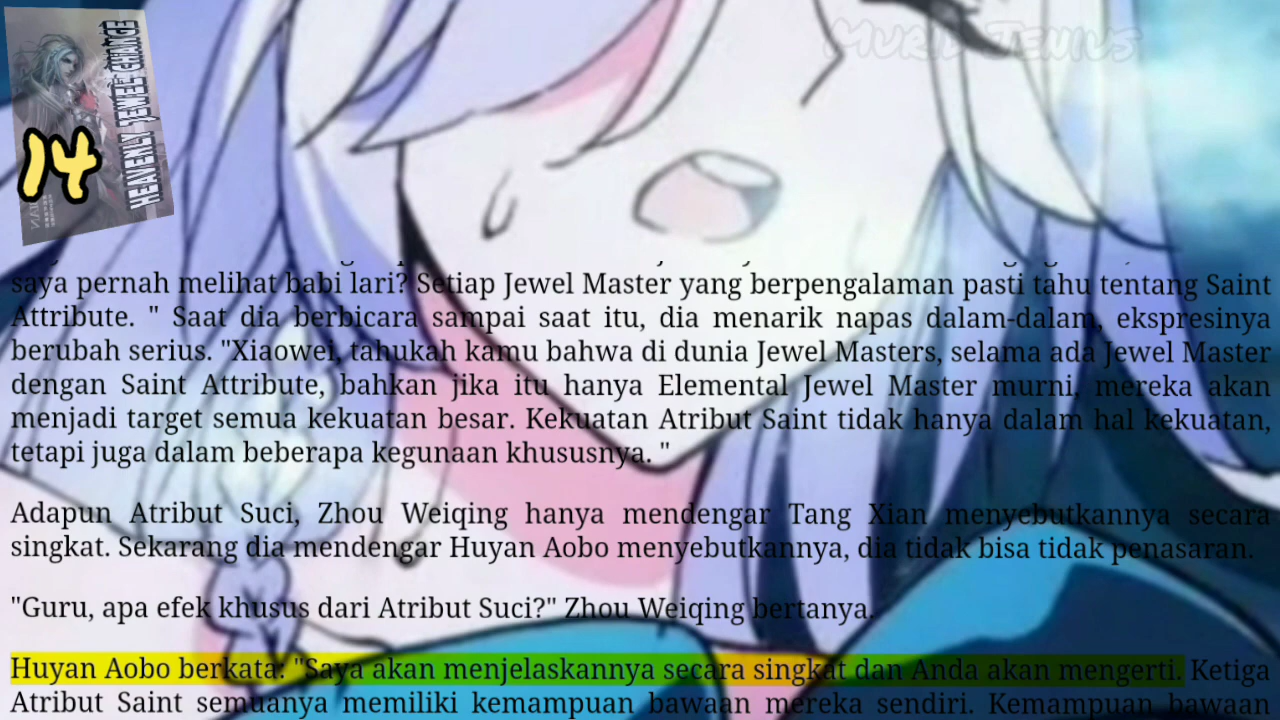 Murid Jenius
HEAVENLY JEWEL CHANGE
14
saya pernah melihat babi lari? Setiap Jewel Master yang berpengalaman pasti tahu tentang Saint
Attribute. " Saat dia berbicara sampai saat itu, dia menarik napas dalam-dalam, ekspresinya
berubah serius. "Xiaowei, tahukah kamu bahwa di dunia Jewel Masters, selama ada Jewel Master
dengan Saint Attribute, bahkan jika itu hanya Elemental Jewel Master murni, mereka akan
menjadi target semua kekuatan besar. Kekuatan Atribut Saint tidak hanya dalam hal kekuatan,
tetapi juga dalam beberapa kegunaan khususnya. "
Adapun Atribut Suci, Zhou Weiqing hanya mendengar Tang Xian menyebutkannya secara
singkat. Sekarang dia mendengar Huyan Aobo menyebutkannya, dia tidak bisa tidak penasaran.
"Guru, apa efek khusus dari Atribut Suci?" Zhou Weiqing bertanya.
Huyan Aobo berkata: "Saya akan menjelaskannya secara singkat dan Anda akan mengerti. Ketiga
Atribut Saint semuanya memiliki kemampuan bawaan mereka sendiri. Kemampuan bawaan